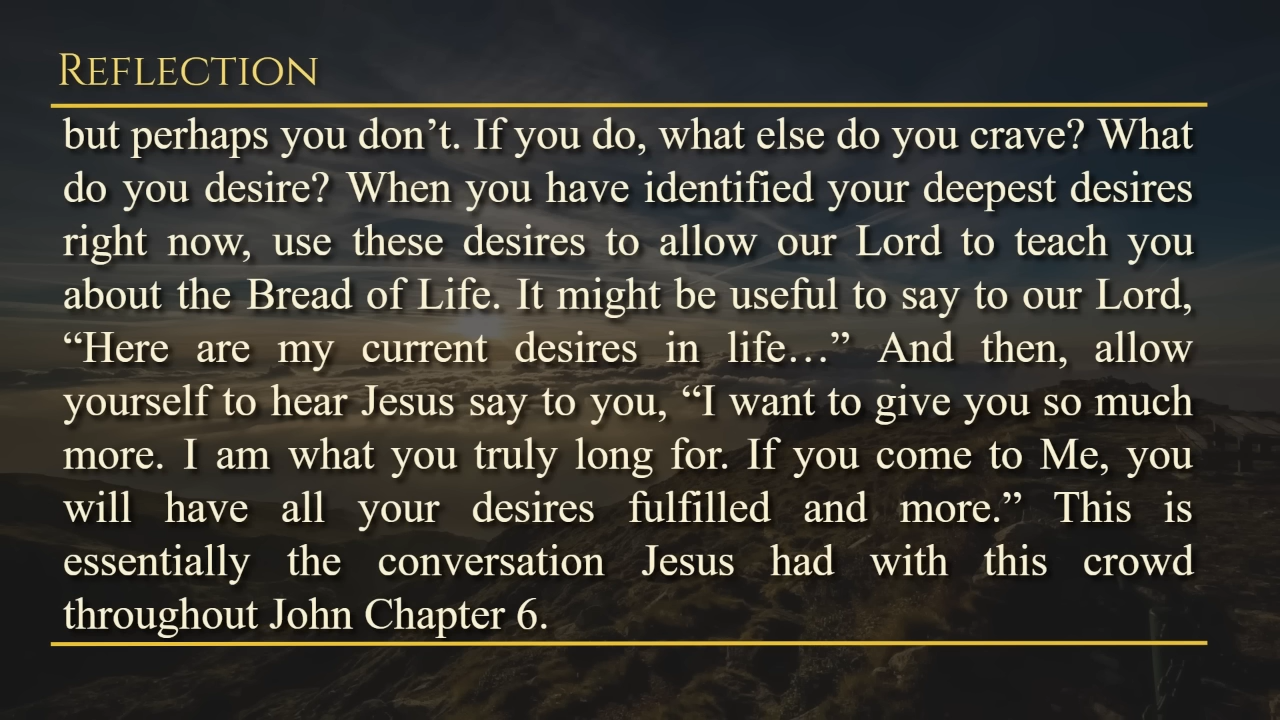 REFLECTION
but perhaps you don’t. If you do, what else do you crave? What
do you desire? When you have identified your deepest desires
right now, use these desires to allow our Lord to teach you
about the Bread of Life. It might be useful to say to our Lord,
“Here are my current desires in life…” And then, allow
yourself to hear Jesus say to you, “I want to give you so much
more. I am what you truly long for. If you come to Me, you
will have all your desires fulfilled and more.” This is
essentially the conversation Jesus had with this crowd
throughout John Chapter 6.